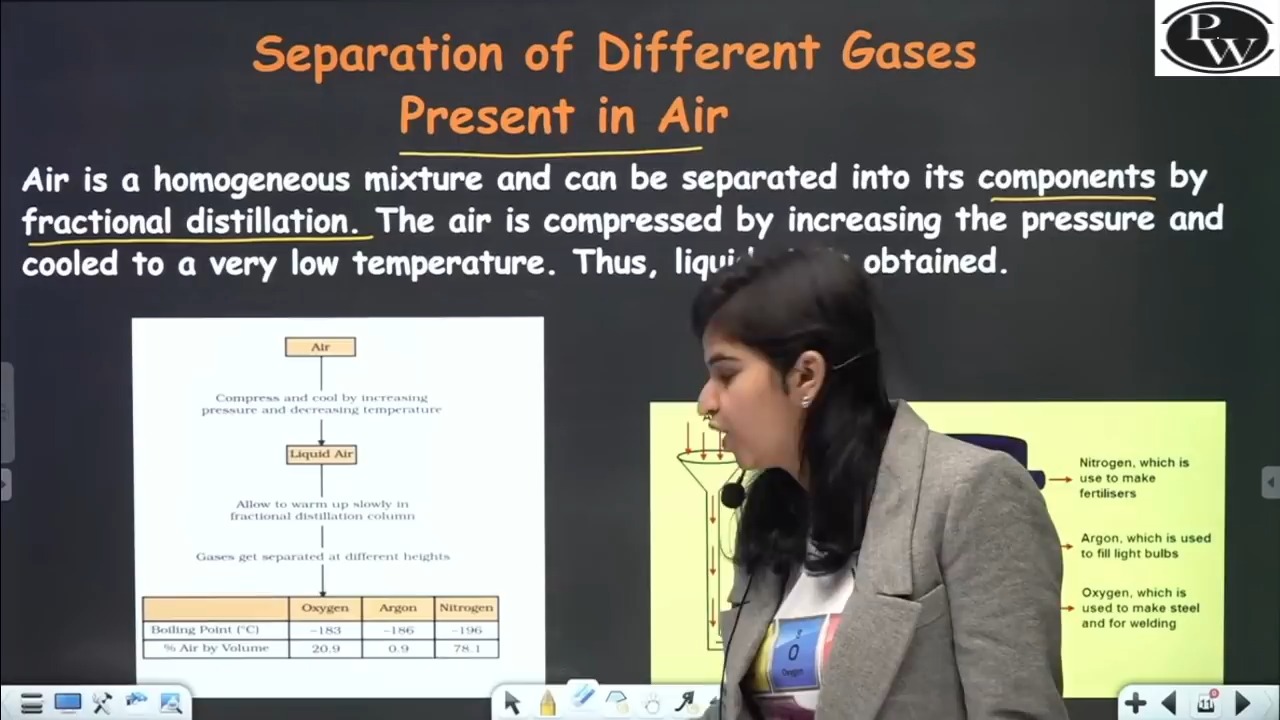 PW
Separation of Different Gases
Present in Air
Air is a homogeneous mixture and can be separated into its components by
fractional distillation. The air is compressed by increasing the pressure and
cooled to a very low temperature. Thus, obtained.
Air
Compress and cool by increasing
pressure and decreasing temperature
Liquid Air
Allow to warm up slowly in
fractional distillation column
Gases get separated at different heights
Oxygen Argon Nitrogen
Boiling Point (°C) –183 –186 –196
% Air by Volume 20.9 0.9 78.1
Nitrogen, which is
use to make
fertilisers
Argon, which is used
to fill light bulbs
Oxygen, which is
used to make steel
and for welding
8
O
Oxygen
11